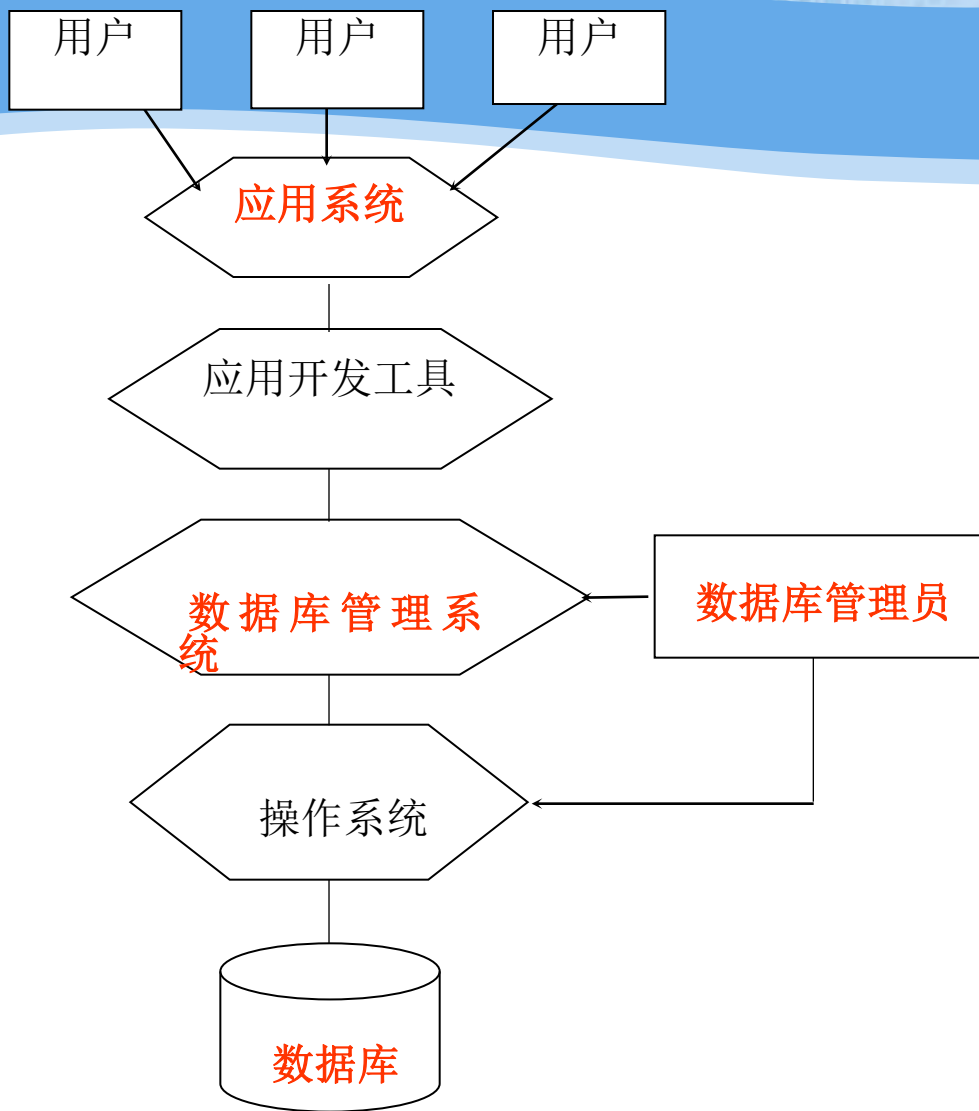 用户
用户
用户
应用系统
应用开发工具
数据库管理系
统
数据库管理员
操作系统
数据库